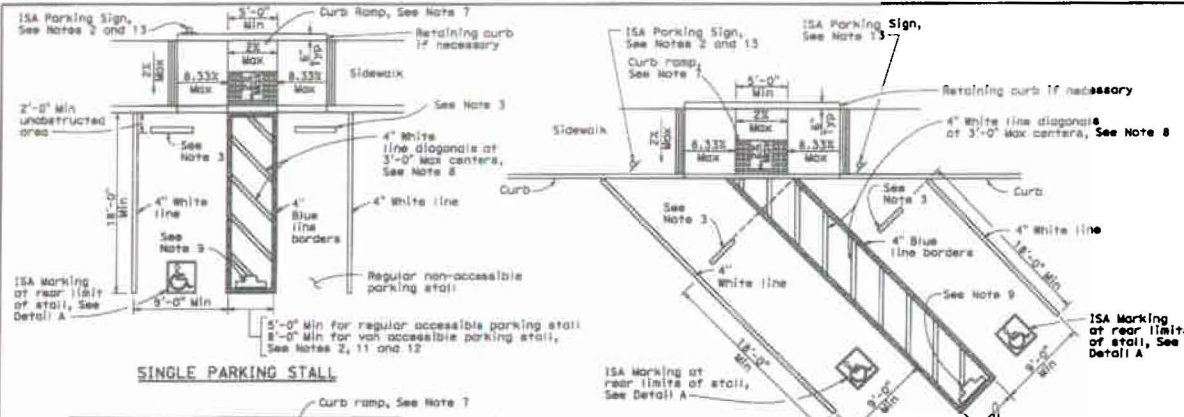 ISA Parking Sign,
See Notes 2 and 13
5'-0"
Min
Curb Ramp, See Note 7
Retaining curb
if necessary
2%
Max
6"
Typ
2%
Max
8.33%
Max
8.33%
Max
Sidewalk
2'-0" Min
unobstructed
area
See
Note 3
See Note 3
4" White
line diagonals at
3'-0" Max centers,
See Note 8
18'-0"
Min
4" White
line
4"
Blue
line
borders
4" White line
See
Note 9
Regular non-accessible
parking stall
ISA Marking
at rear limit
of stall, See
Detail A
9'-0" Min
5'-0" Min for regular accessible parking stall
8'-0" Min for van accessible parking stall,
See Notes 2, 11 and 12
SINGLE PARKING STALL
Curb ramp, See Note 7
ISA Parking Sign,
See Notes 2 and 13
ISA Parking Sign,
See Note 13
Curb ramp,
See Note 7
5'-0"
Min
Retaining curb if necessary
2%
Max
6"
Typ
4" White line diagonals
at 3'-0" Max centers, See Note 8
Sidewalk
2%
Max
8.33%
Max
8.33%
Max
Curb
Curb
See
Note 3
See
Note 3
4" White line
4" Blue
line borders
4"
White line
18'-0"
Min
See Note 9
18'-0"
Min
ISA Marking
at rear limits
of stall, See
Detail A
9'-0"
Min
ISA Marking at
rear limits of stall,
See Detail A
9'-0"
Min